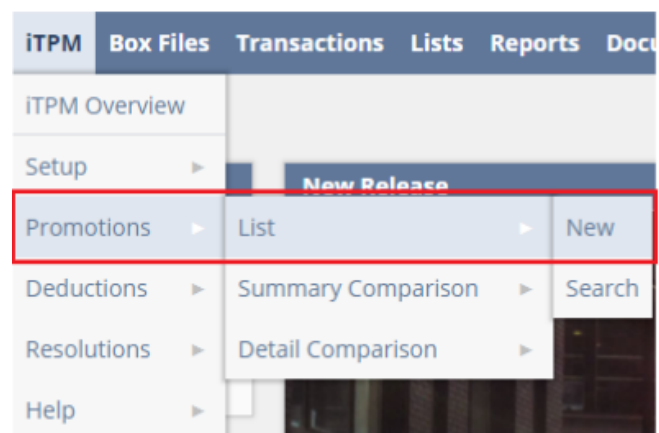 iTPM Box Files Transactions Lists Reports
iTPM Overview
Setup
New Release
Promotions List New
Deductions Summary Comparison Search
Resolutions Detail Comparison
Help